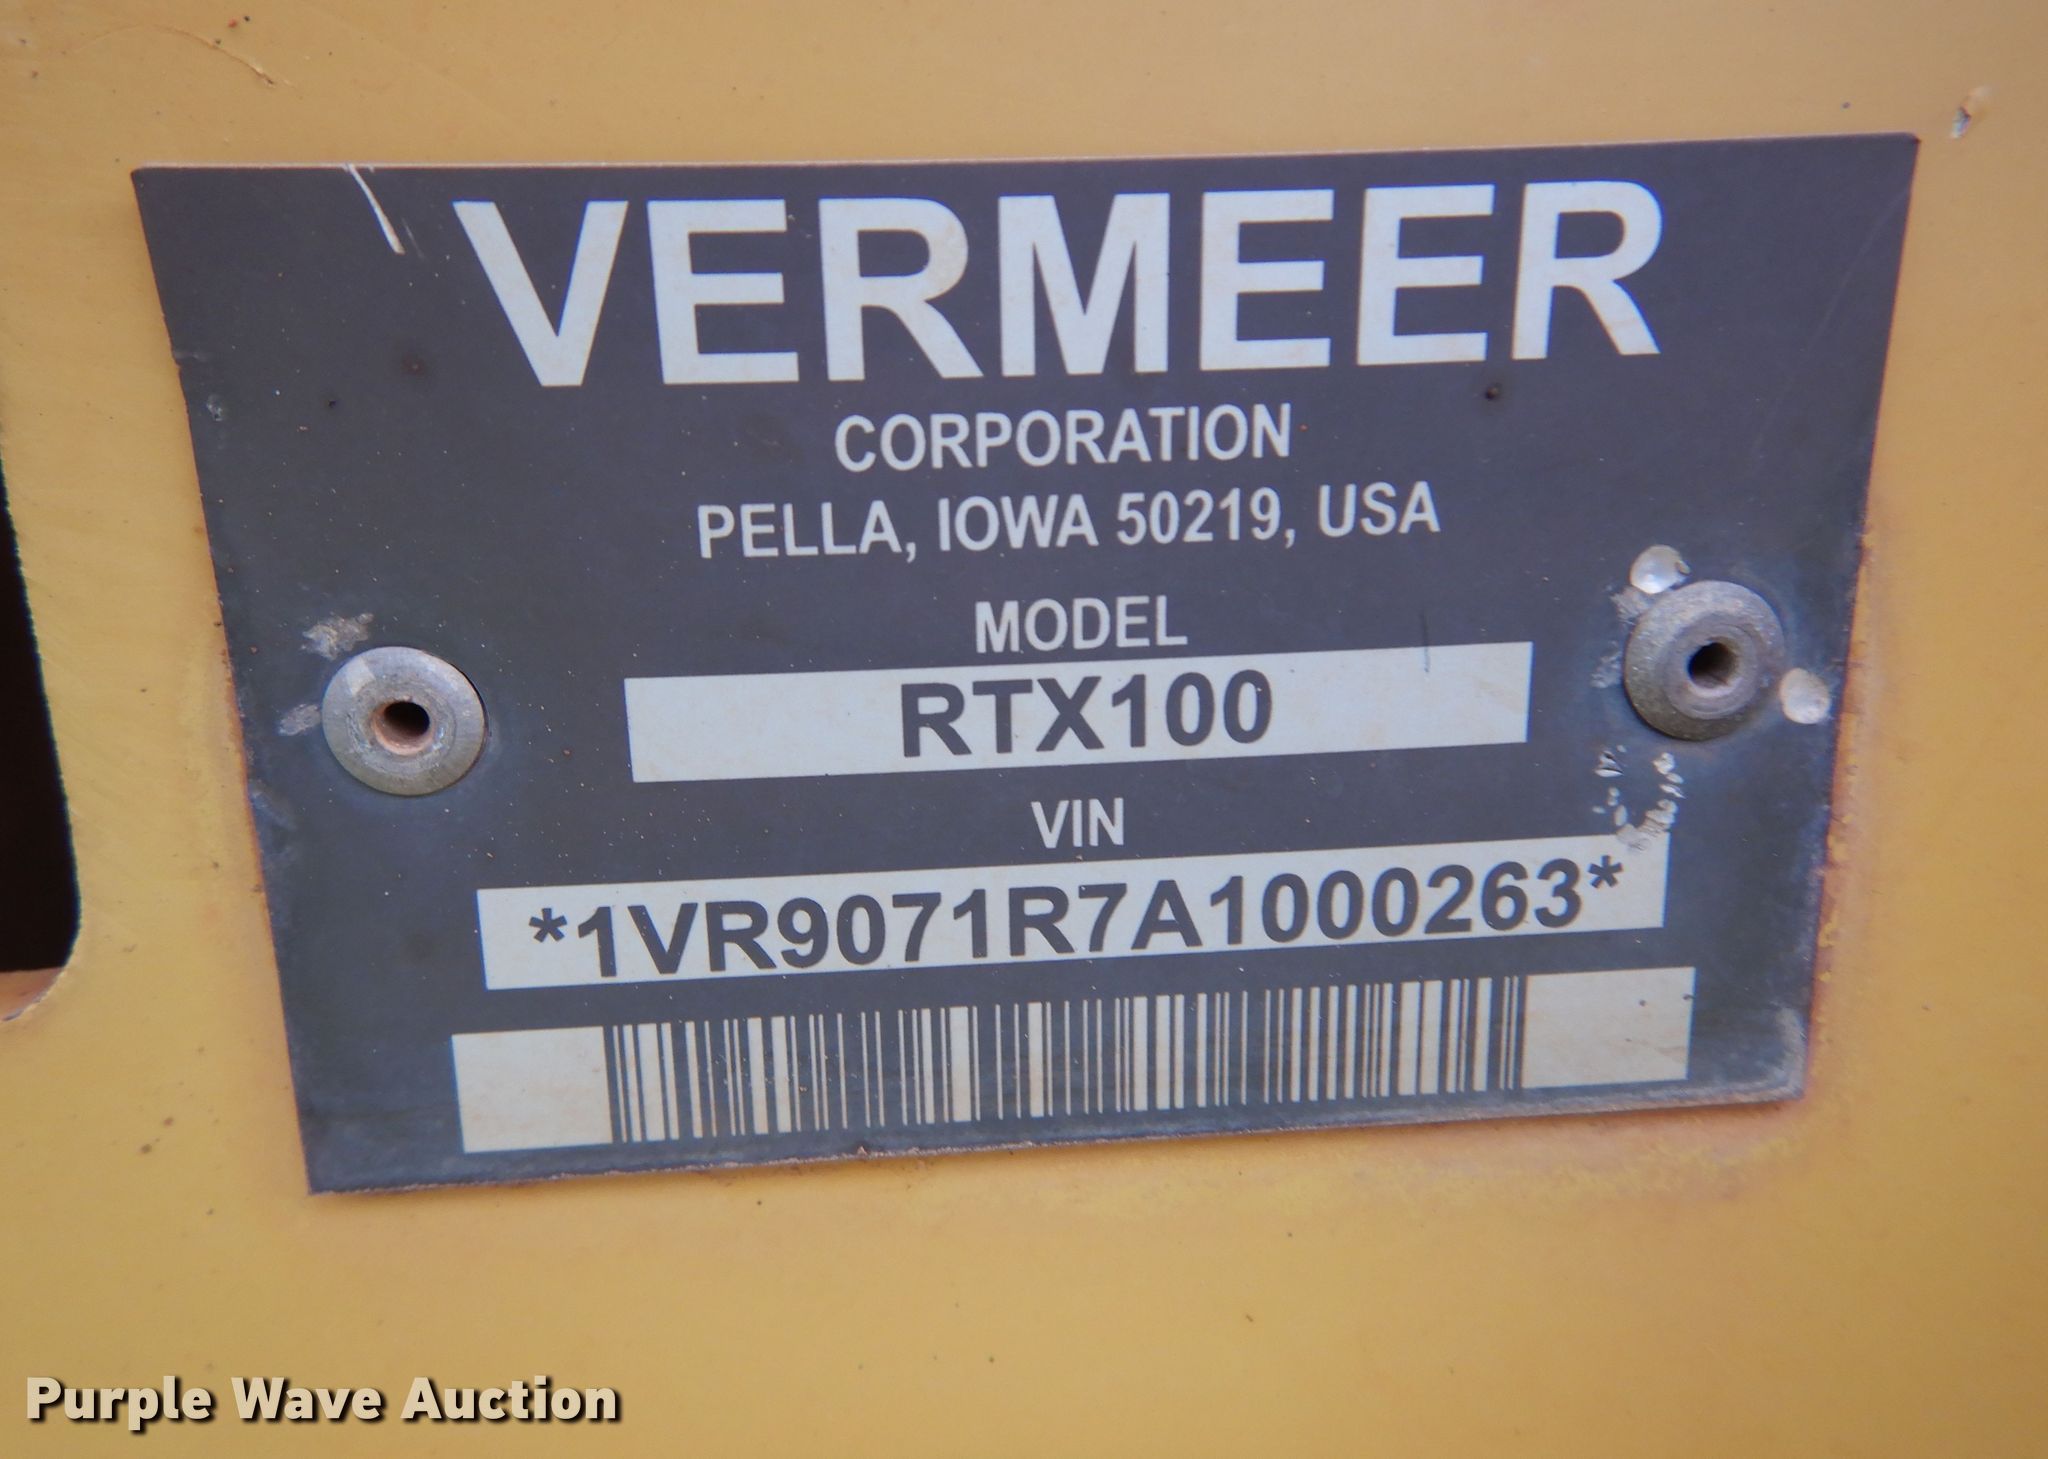 VERMEER
CORPORATION
PELLA, IOWA 50219, USA
MODEL
RTX100
VIN
*1VR9071R7A1000263*
Purple Wave Auction